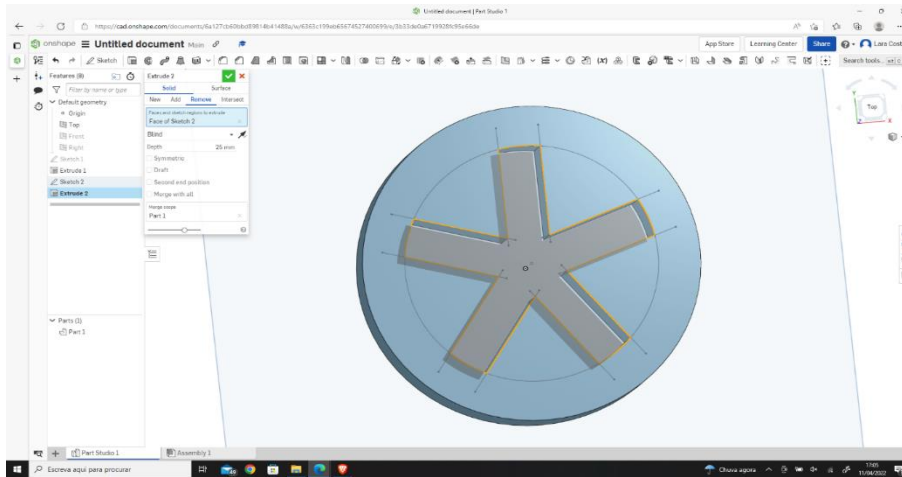 Untitled document | Part Studio 1
https://cad.onshape.com/documents/
onshape Untitled document Main
App Store Learning Center Share Lara Cost
Sketch Search tools...
Features (8) Extrude 2
Filter by name or type Solid Surface
Default geometry New Add Remove Intersect
Origin Faces and sketch regions to extrude
Top Face of Sketch 2
Front Blind
Right Depth 25 mm
Sketch 1 Symmetric
Extrude 1 Draft
Sketch 2 Second end position
Extrude 2 Merge with all
Merge scope
Part 1
Top
Z X
Parts (1)
Part 1
Part Studio 1 Assembly 1
Escreva aqui para procurar Chuva agora 11/04/2022